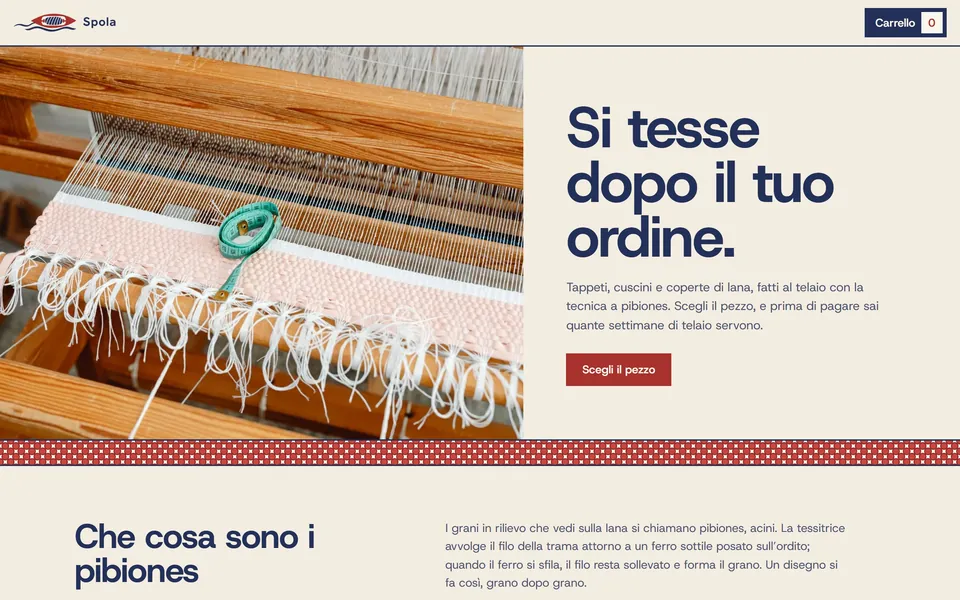 Spola
Carrello 0
Si tesse
dopo il tuo
ordine.
Tappeti, cuscini e coperte di lana, fatti al telaio con la
tecnica a pibiones. Scegli il pezzo, e prima di pagare sai
quante settimane di telaio servono.
Scegli il pezzo
Che cosa sono i
pibiones
I grani in rilievo che vedi sulla lana si chiamano pibiones, acini. La tessitrice
avvolge il filo della trama attorno a un ferro sottile posato sull'ordito;
quando il ferro si sfila, il filo resta sollevato e forma il grano. Un disegno si
fa così, grano dopo grano.